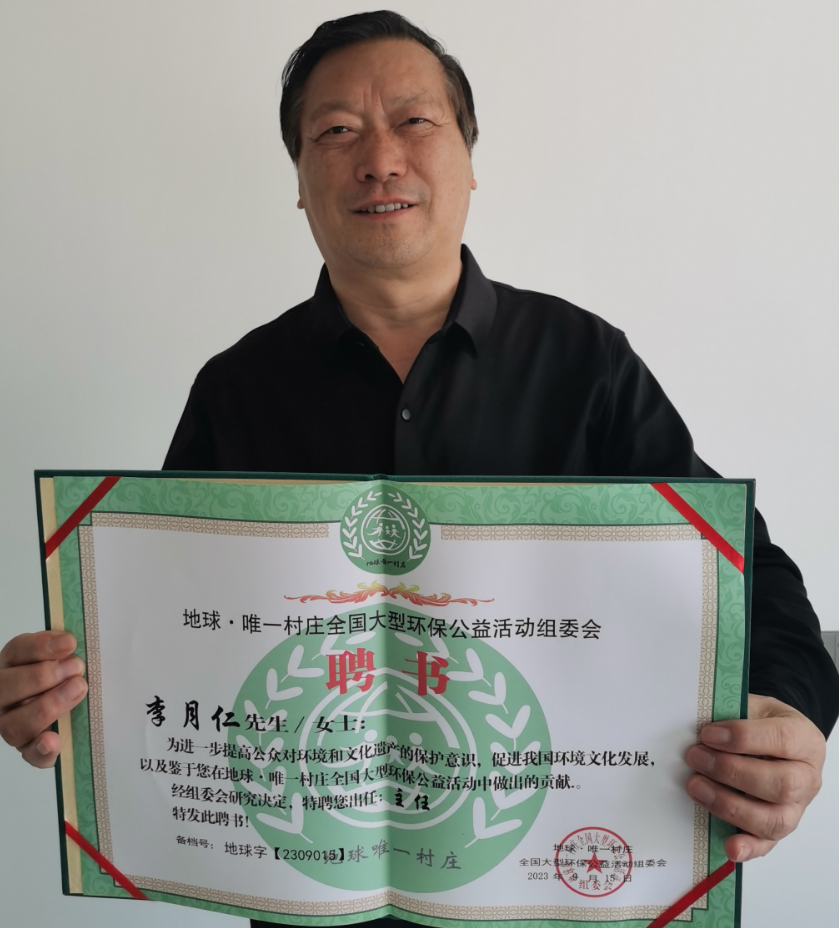 地球·唯一村庄
地球·唯一村庄全国大型环保公益活动组委会
聘书
李月仁先生/女士:
为进一步提高公众对环境和文化遗产的保护意识，促进我国环境文化发展，
以及鉴于您在地球·唯一村庄全国大型环保公益活动中做出的贡献.。
经组委会研究决定，特聘您出任：主任
特发此聘书!
备档号： 地球字【2309015】
球唯一村庄
地球·唯一村庄
全国大型环保公益活动组委会
2023 年 9 月 15 日
组委会